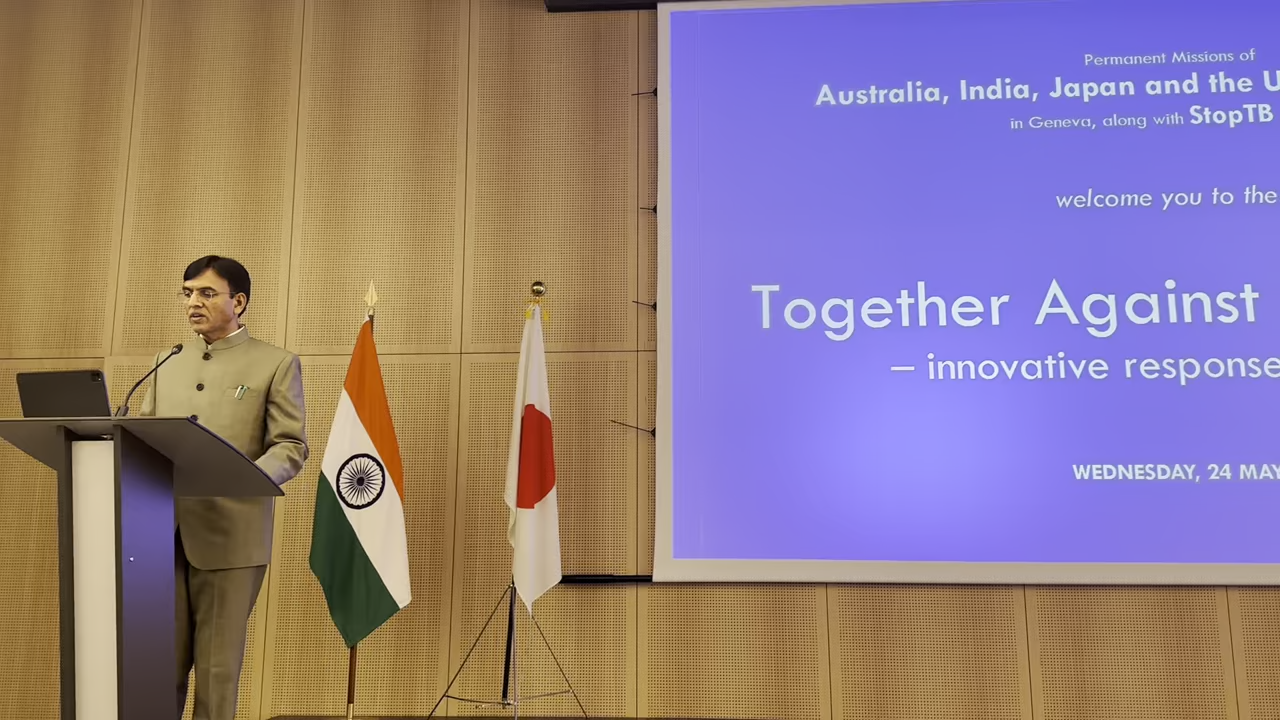 Permanent Missions of
Australia, India, Japan and the U
in Geneva, along with StopTB
welcome you to the
Together Against
– innovative response
WEDNESDAY, 24 MAY